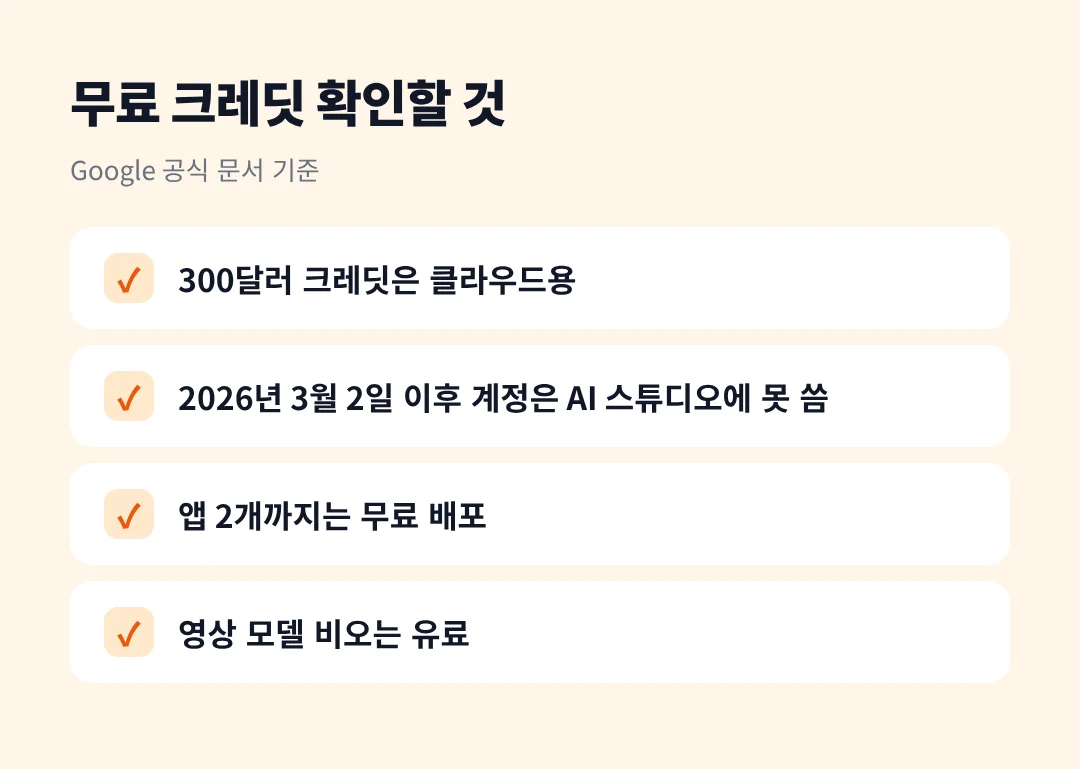 무료 크레딧 확인할 것
Google 공식 문서 기준
300달러 크레딧은 클라우드용
2026년 3월 2일 이후 계정은 AI 스튜디오에 못 씀
앱 2개까지는 무료 배포
영상 모델 비오는 유료